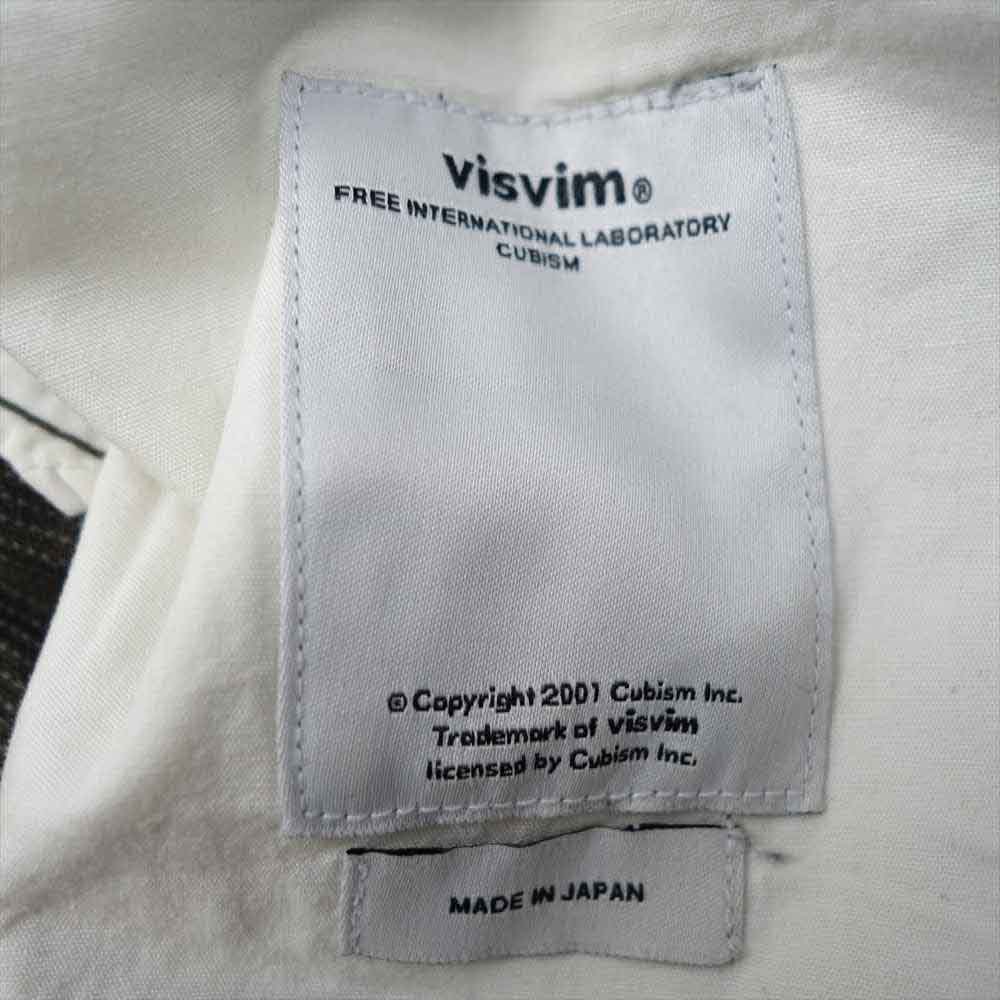 visvim®
FREE INTERNATIONAL LABORATORY
CUBISM
© Copyright 2001 Cubism Inc.
Trademark of visvim
licensed by Cubism Inc.
MADE IN JAPAN